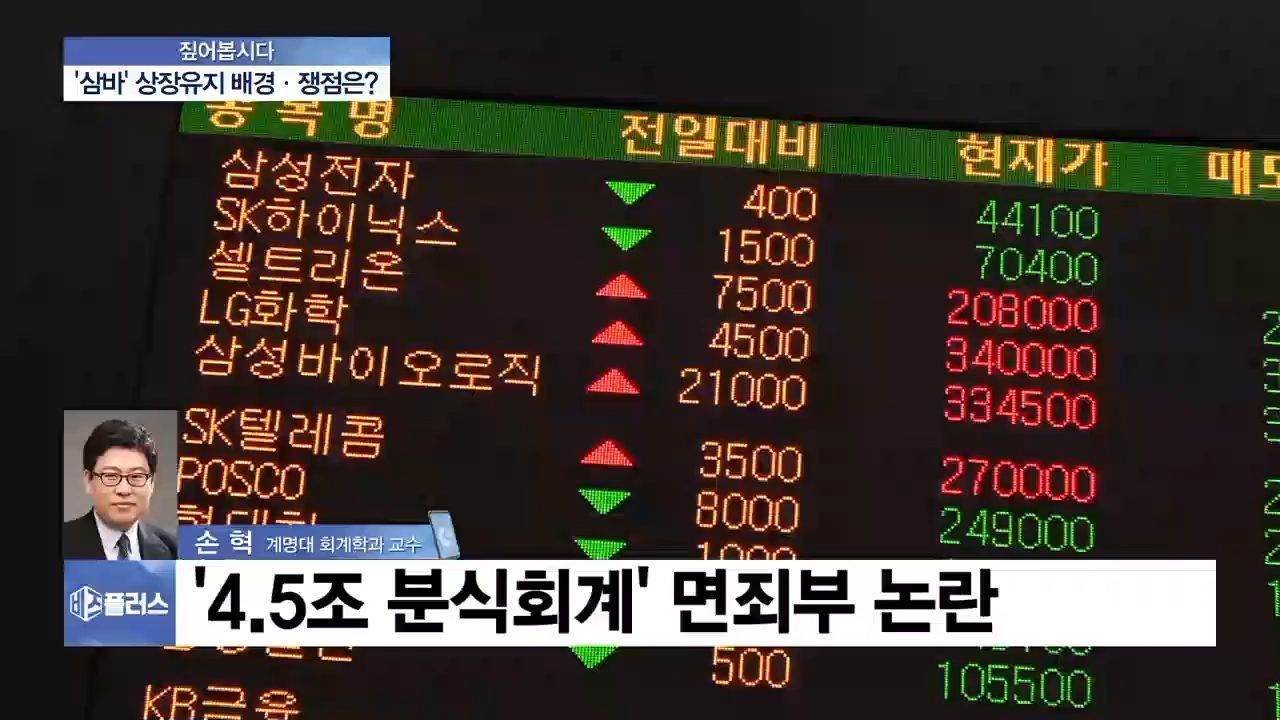 짚어봅시다
'삼바' 상장유지 배경·쟁점은?
종목명 전일대비 현재가
삼성전자 400 44100
SK하이닉스 1500 70400
셀트리온 7500 208000
LG화학 4500 340000
삼성바이오로직 21000 334500
SK텔레콤 3500 270000
POSCO 8000 249000
1000
손혁 계명대 회계학과 교수
플러스
'4.5조 분식회계' 면죄부 논란
500 105500
KB금융